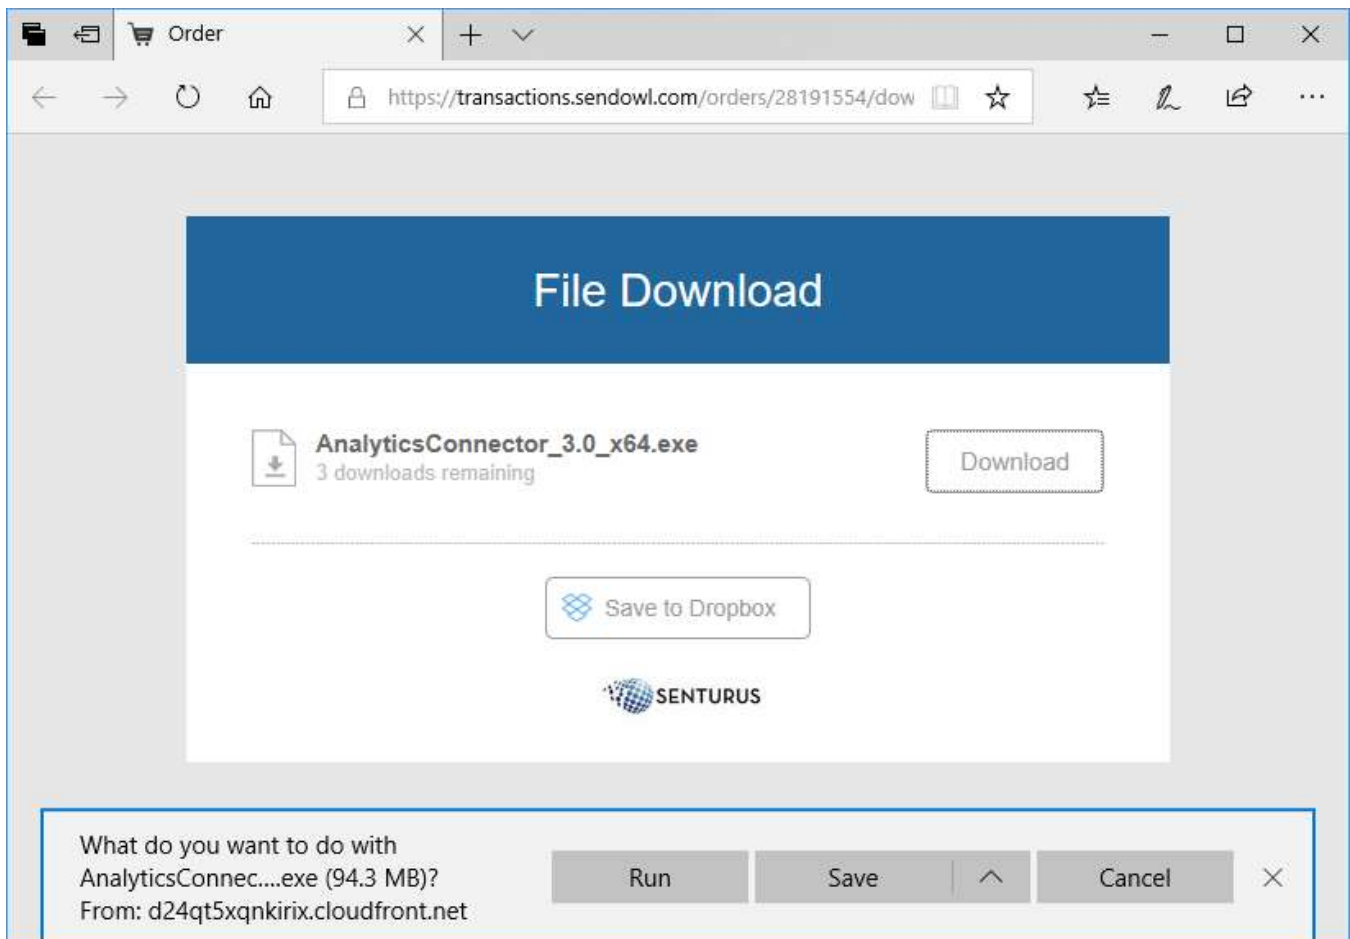 Order
https://transactions.sendowl.com/orders/28191554/dow
File Download
AnalyticsConnector_3.0_x64.exe
3 downloads remaining
Download
Save to Dropbox
SENTURUS
What do you want to do with
AnalyticsConnec....exe (94.3 MB)?
From: d24qt5xqnkirix.cloudfront.net
Run
Save
Cancel